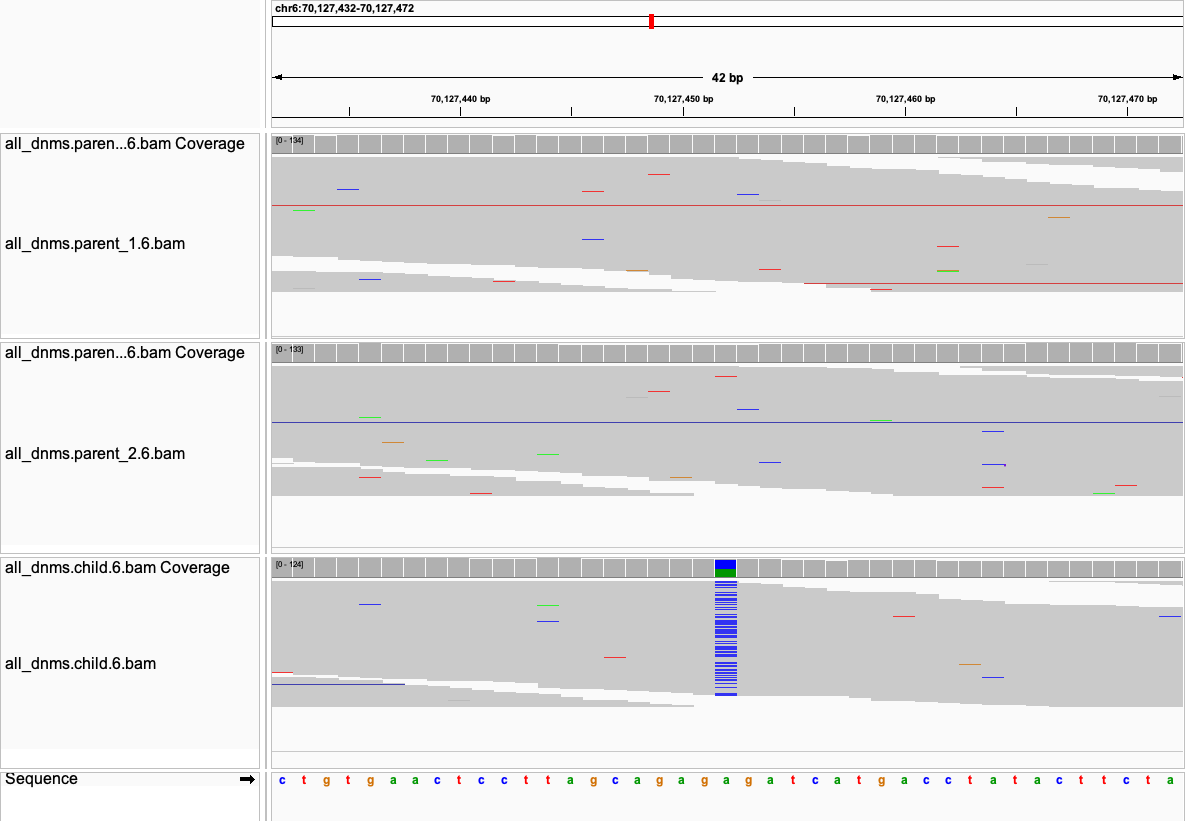 chr6:70,127,432-70,127,472
42 bp
70,127,440 bp 70,127,450 bp 70,127,460 bp 70,127,470 bp
all_dnms.paren...6.bam Coverage
[0 - 134]
all_dnms.parent_1.6.bam
all_dnms.paren...6.bam Coverage
[0 - 133]
all_dnms.parent_2.6.bam
all_dnms.child.6.bam Coverage
[0 - 124]
all_dnms.child.6.bam
Sequence c t g t g a a c t c c t t a g c a g a g a g a t c a t g a c c t a t a c t t c t a